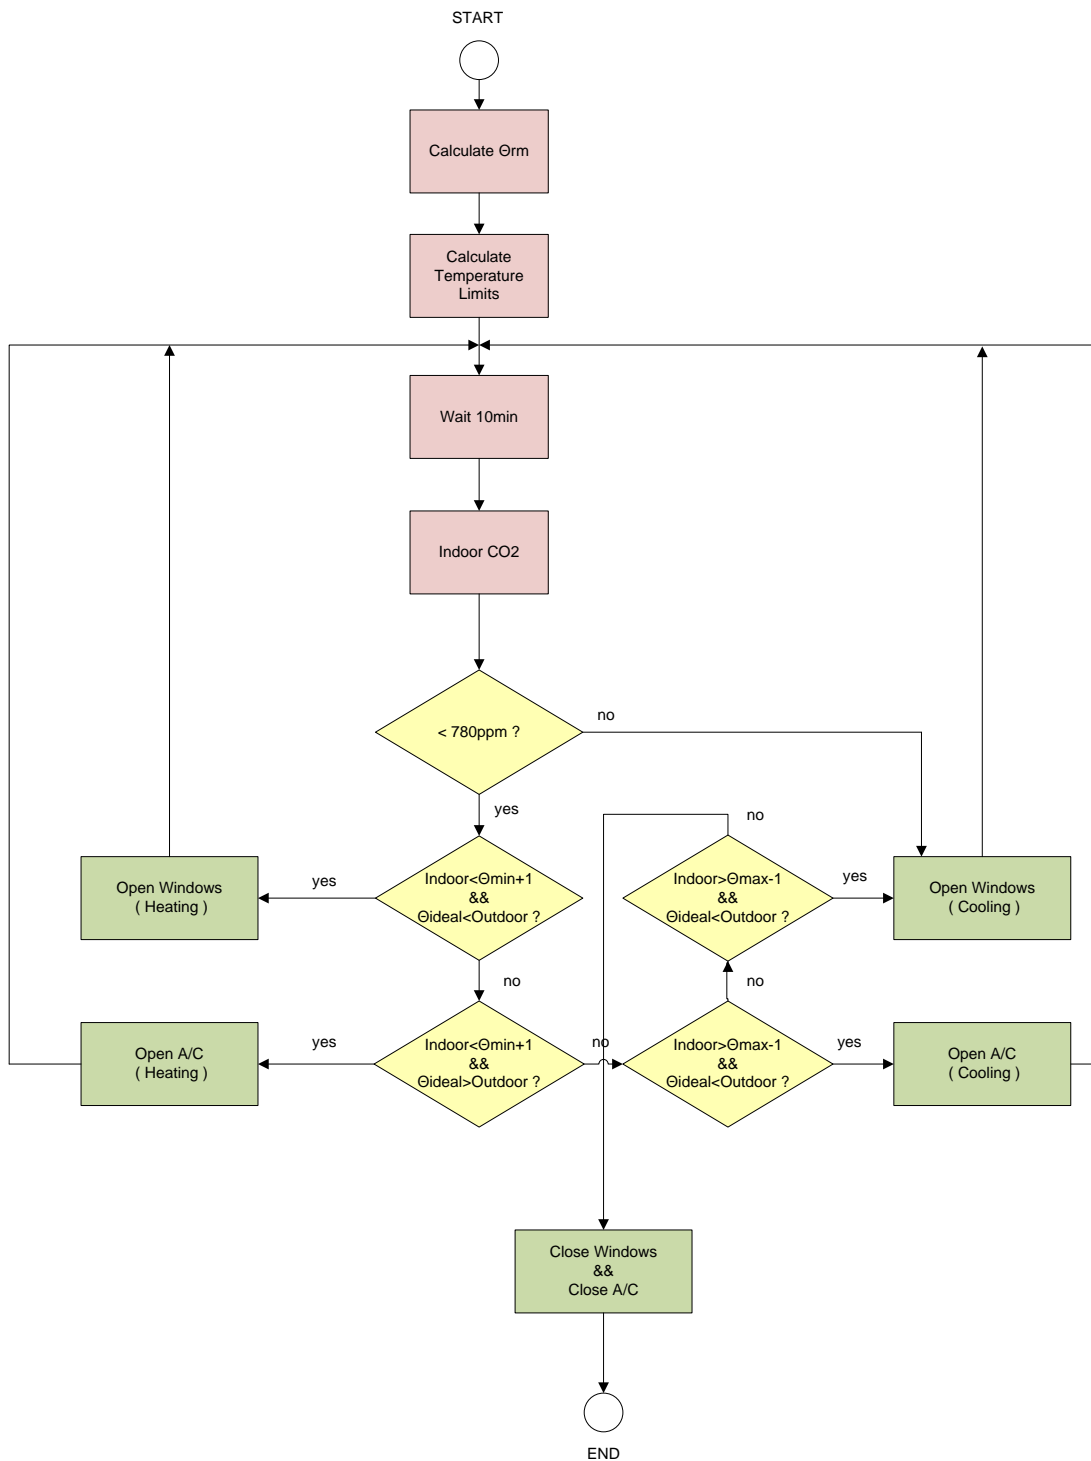 START
Calculate Θrm
Calculate
Temperature
Limits
Wait 10min
Indoor CO2
< 780ppm ?
no
yes
Indoor<Θmin+1
&&
Θideal<Outdoor ?
yes
Open Windows
( Heating )
no
Indoor<Θmin+1
&&
Θideal>Outdoor ?
yes
Open A/C
( Heating )
no
Indoor>Θmax-1
&&
Θideal<Outdoor ?
yes
Open A/C
( Cooling )
no
Indoor>Θmax-1
&&
Θideal<Outdoor ?
yes
Open Windows
( Cooling )
no
Close Windows
&&
Close A/C
END